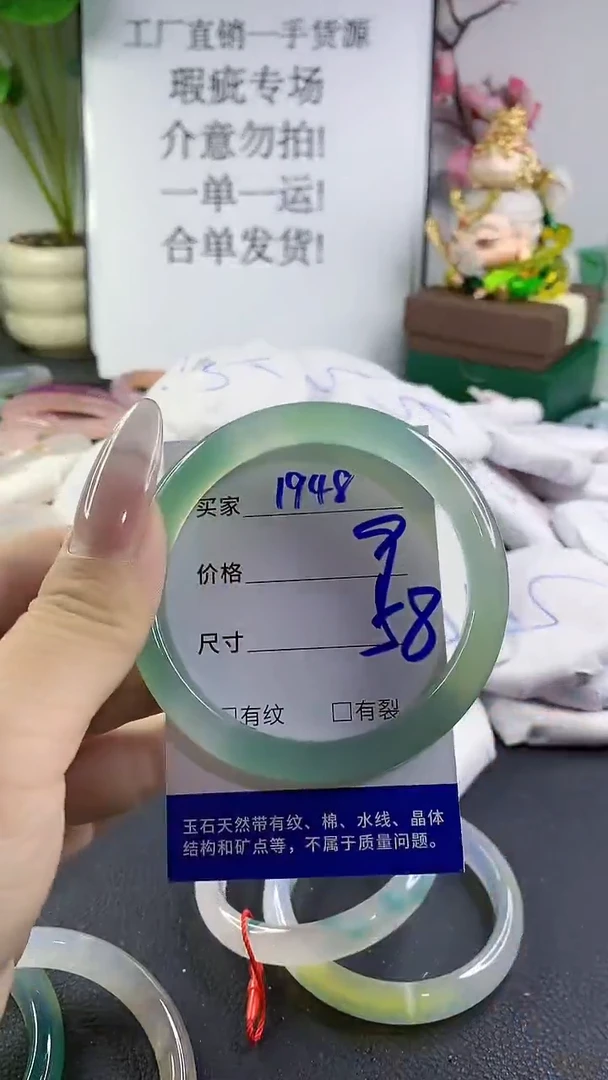 工厂直销一手货源
瑕疵专场
介意勿拍!
一单一运!
合单发货!
买家 1948
价格
尺寸 58
□有纹 □有裂
玉石天然带有纹、棉、水线、晶体
结构和矿点等，不属于质量问题。